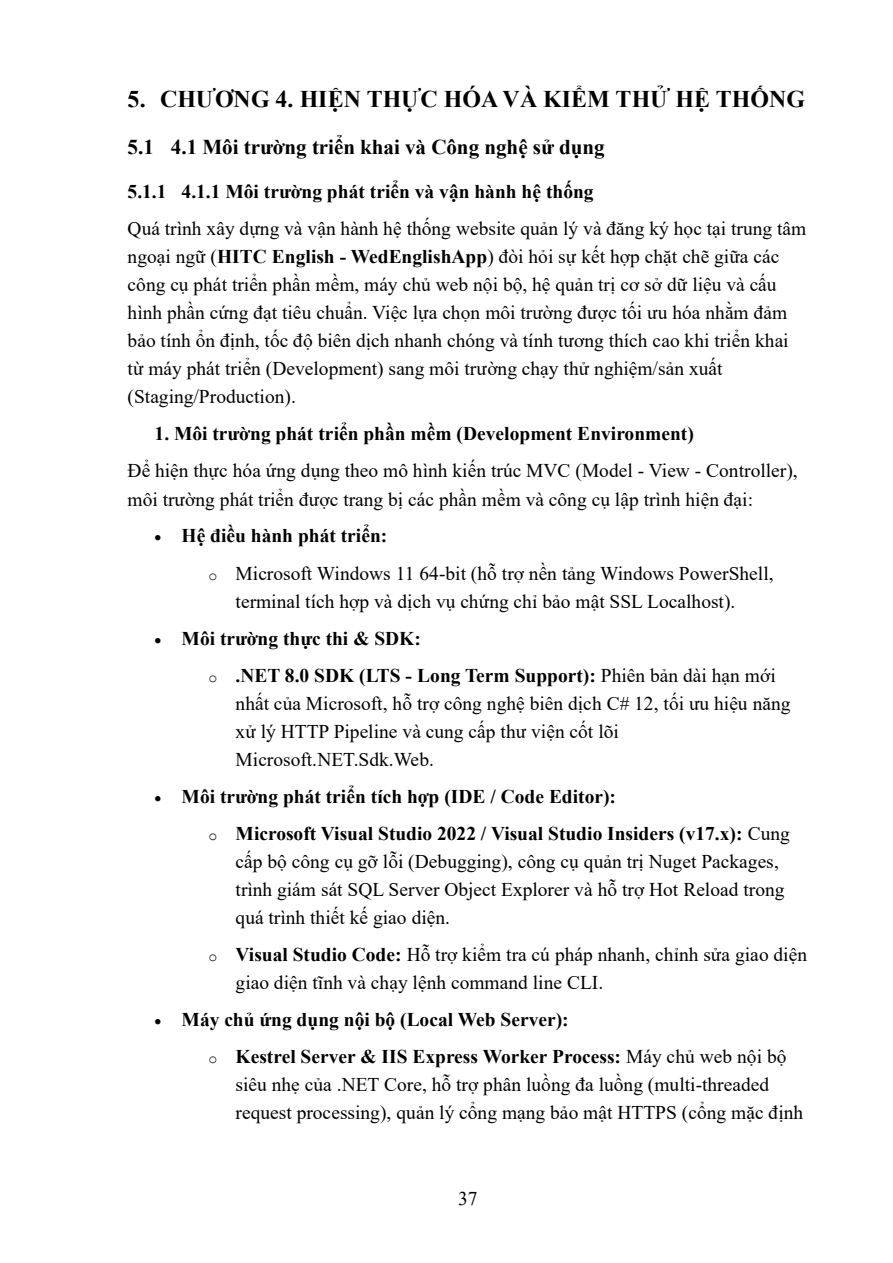 5. CHƯƠNG 4. HIỆN THỰC HÓA VÀ KIỂM THỬ HỆ THỐNG
5.1 4.1 Môi trường triển khai và Công nghệ sử dụng
5.1.1 4.1.1 Môi trường phát triển và vận hành hệ thống
Quá trình xây dựng và vận hành hệ thống website quản lý và đăng ký học tại trung tâm
ngoại ngữ (HITC English - WedEnglishApp) đòi hỏi sự kết hợp chặt chẽ giữa các
công cụ phát triển phần mềm, máy chủ web nội bộ, hệ quản trị cơ sở dữ liệu và cấu
hình phần cứng đạt tiêu chuẩn. Việc lựa chọn môi trường được tối ưu hóa nhằm đảm
bảo tính ổn định, tốc độ biên dịch nhanh chóng và tính tương thích cao khi triển khai
từ máy phát triển (Development) sang môi trường chạy thử nghiệm/sản xuất
(Staging/Production).
1. Môi trường phát triển phần mềm (Development Environment)
Để hiện thực hóa ứng dụng theo mô hình kiến trúc MVC (Model - View - Controller),
môi trường phát triển được trang bị các phần mềm và công cụ lập trình hiện đại:
• Hệ điều hành phát triển:
o Microsoft Windows 11 64-bit (hỗ trợ nền tảng Windows PowerShell,
terminal tích hợp và dịch vụ chứng chỉ bảo mật SSL Localhost).
• Môi trường thực thi & SDK:
o .NET 8.0 SDK (LTS - Long Term Support): Phiên bản dài hạn mới
nhất của Microsoft, hỗ trợ công nghệ biên dịch C# 12, tối ưu hiệu năng
xử lý HTTP Pipeline và cung cấp thư viện cốt lõi
Microsoft.NET.Sdk.Web.
• Môi trường phát triển tích hợp (IDE / Code Editor):
o Microsoft Visual Studio 2022 / Visual Studio Insiders (v17.x): Cung
cấp bộ công cụ gỡ lỗi (Debugging), công cụ quản trị Nuget Packages,
trình giám sát SQL Server Object Explorer và hỗ trợ Hot Reload trong
quá trình thiết kế giao diện.
o Visual Studio Code: Hỗ trợ kiểm tra cú pháp nhanh, chỉnh sửa giao diện
giao diện tĩnh và chạy lệnh command line CLI.
• Máy chủ ứng dụng nội bộ (Local Web Server):
o Kestrel Server & IIS Express Worker Process: Máy chủ web nội bộ
siêu nhẹ của .NET Core, hỗ trợ phân luồng đa luồng (multi-threaded
request processing), quản lý cổng mạng bảo mật HTTPS (cổng mặc định
37